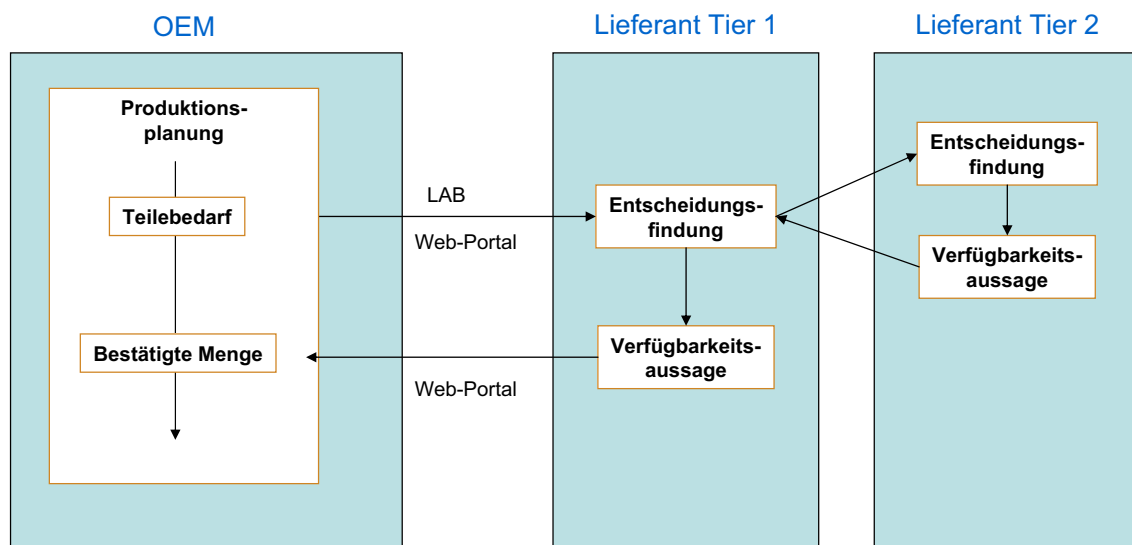 OEM
Lieferant Tier 1
Lieferant Tier 2
Produktions-
planung
Teilebedarf
Bestätigte Menge
LAB
Web-Portal
Web-Portal
Entscheidungs-
findung
Verfügbarkeits-
aussage
Entscheidungs-
findung
Verfügbarkeits-
aussage